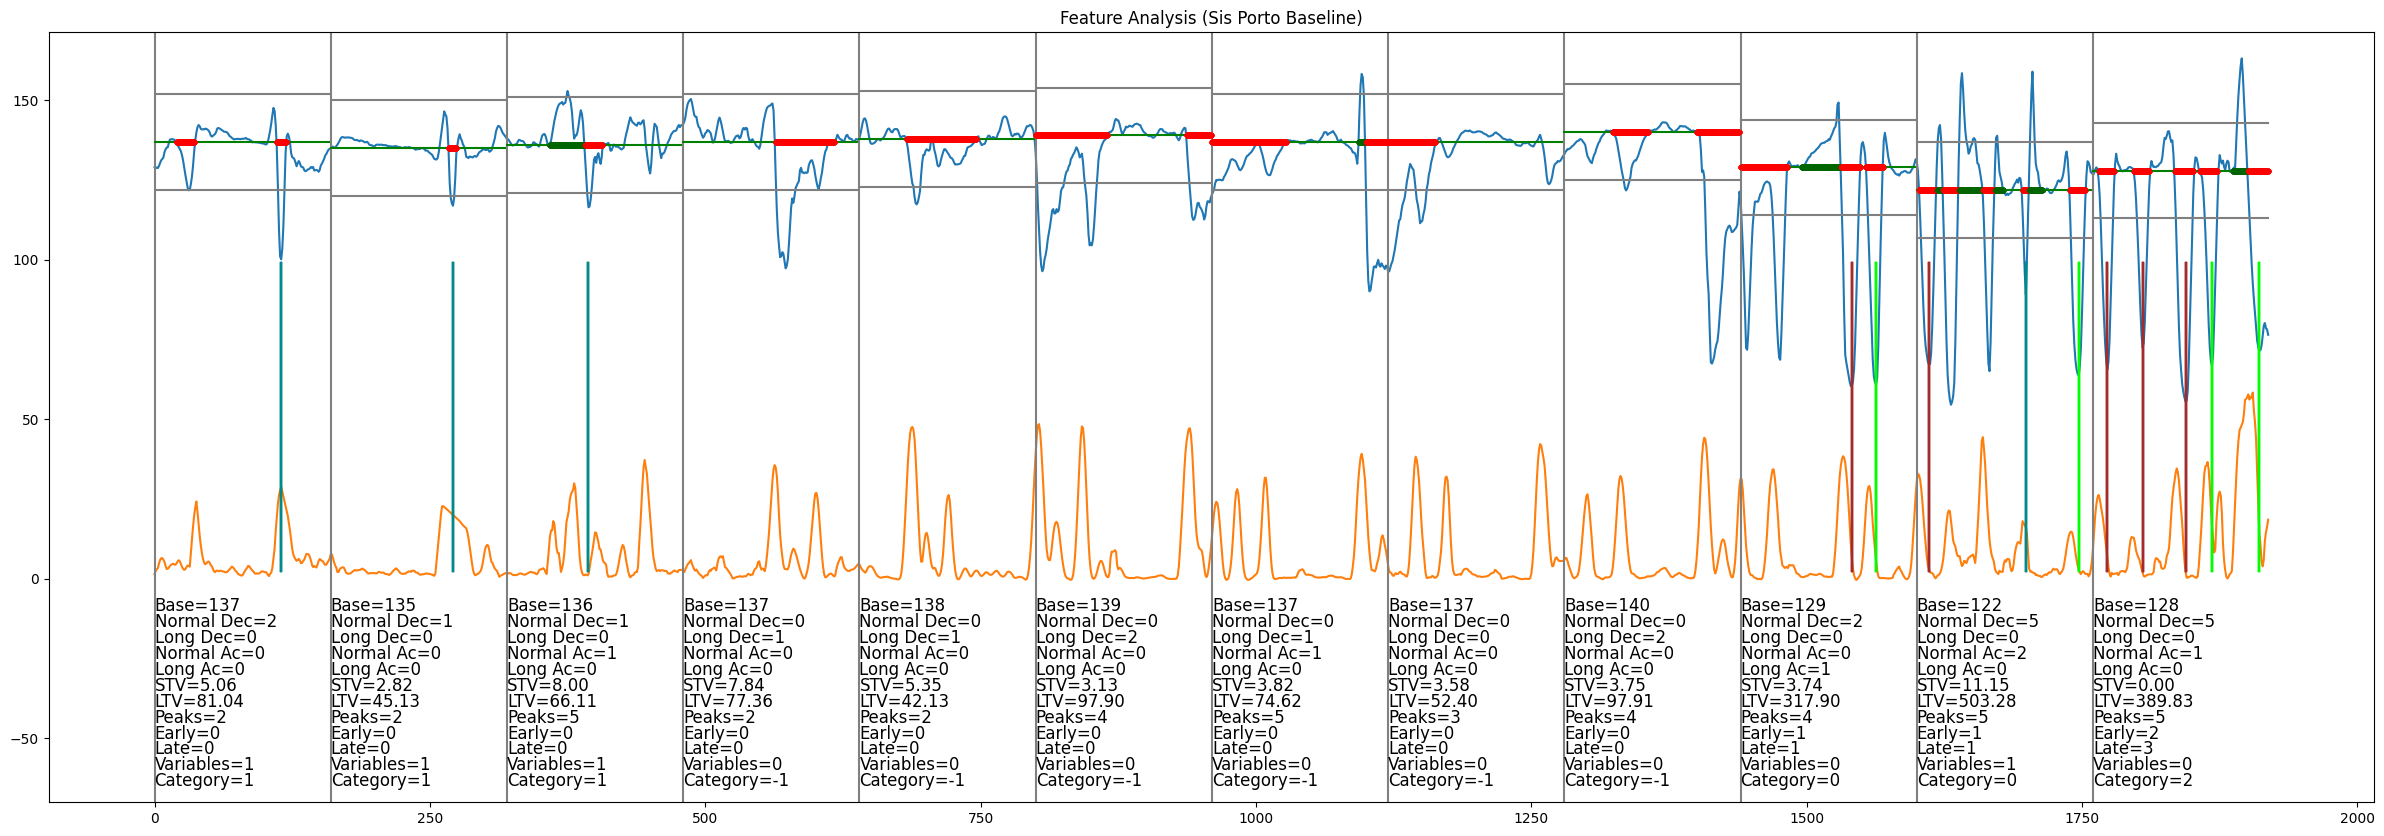 Feature Analysis (Sis Porto Baseline)
150
100
50
0
−50
Base=137
Normal Dec=2
Long Dec=0
Normal Ac=0
Long Ac=0
STV=5.06
LTV=81.04
Peaks=2
Early=0
Late=0
Variables=1
Category=1
Base=135
Normal Dec=1
Long Dec=0
Normal Ac=0
Long Ac=0
STV=2.82
LTV=45.13
Peaks=2
Early=0
Late=0
Variables=1
Category=1
Base=136
Normal Dec=1
Long Dec=0
Normal Ac=1
Long Ac=0
STV=8.00
LTV=66.11
Peaks=5
Early=0
Late=0
Variables=1
Category=1
Base=137
Normal Dec=0
Long Dec=1
Normal Ac=0
Long Ac=0
STV=7.84
LTV=77.36
Peaks=2
Early=0
Late=0
Variables=0
Category=-1
Base=138
Normal Dec=0
Long Dec=1
Normal Ac=0
Long Ac=0
STV=5.35
LTV=42.13
Peaks=2
Early=0
Late=0
Variables=0
Category=-1
Base=139
Normal Dec=0
Long Dec=2
Normal Ac=0
Long Ac=0
STV=3.13
LTV=97.90
Peaks=4
Early=0
Late=0
Variables=0
Category=-1
Base=137
Normal Dec=0
Long Dec=1
Normal Ac=1
Long Ac=0
STV=3.82
LTV=74.62
Peaks=5
Early=0
Late=0
Variables=0
Category=-1
Base=137
Normal Dec=0
Long Dec=0
Normal Ac=0
Long Ac=0
STV=3.58
LTV=52.40
Peaks=3
Early=0
Late=0
Variables=0
Category=-1
Base=140
Normal Dec=0
Long Dec=2
Normal Ac=0
Long Ac=0
STV=3.75
LTV=97.91
Peaks=4
Early=0
Late=0
Variables=0
Category=-1
Base=129
Normal Dec=2
Long Dec=0
Normal Ac=0
Long Ac=1
STV=3.74
LTV=317.90
Peaks=4
Early=1
Late=1
Variables=0
Category=0
Base=122
Normal Dec=5
Long Dec=0
Normal Ac=2
Long Ac=0
STV=11.15
LTV=503.28
Peaks=5
Early=1
Late=1
Variables=1
Category=0
Base=128
Normal Dec=5
Long Dec=0
Normal Ac=1
Long Ac=0
STV=0.00
LTV=389.83
Peaks=5
Early=2
Late=3
Variables=0
Category=2
0
250
500
750
1000
1250
1500
1750
2000